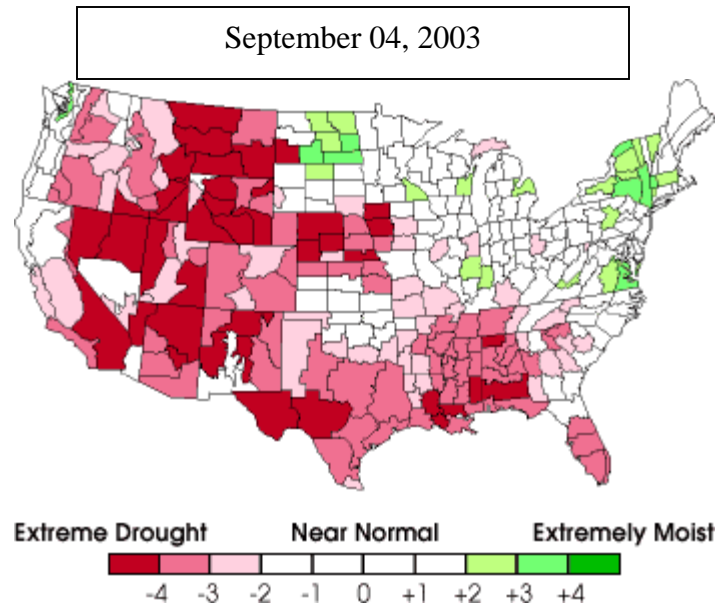 September 04, 2003
Extreme Drought Near Normal Extremely Moist
-4 -3 -2 -1 0 +1 +2 +3 +4